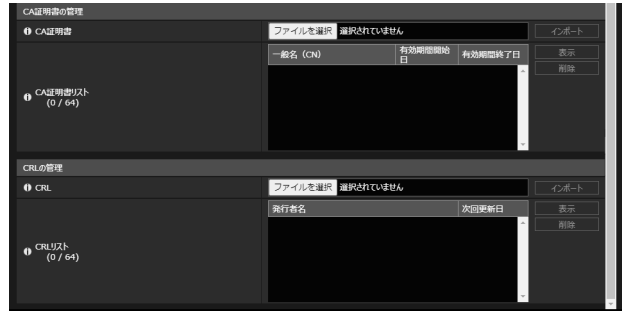 CA証明書の管理
CA証明書 ファイルを選択 選択されていません インポート
一般名（CN） 有効期間開始日 有効期間終了日 表示
削除
CA証明書リスト
(0 / 64)
CRLの管理
CRL ファイルを選択 選択されていません インポート
発行者名 次回更新日 表示
削除
CRLリスト
(0 / 64)